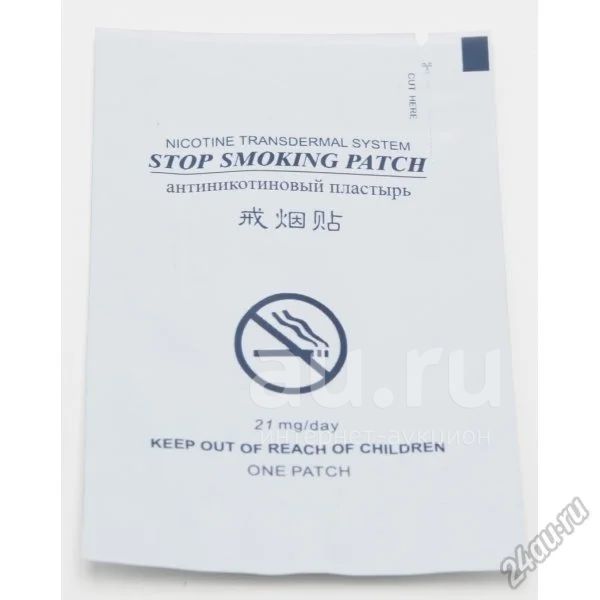 CUT HERE
NICOTINE TRANSDERMAL SYSTEM
STOP SMOKING PATCH
антиникотиновый пластырь
戒烟贴
au.ru
интернет-аукцион
21 mg/day
KEEP OUT OF REACH OF CHILDREN
ONE PATCH
24au.ru